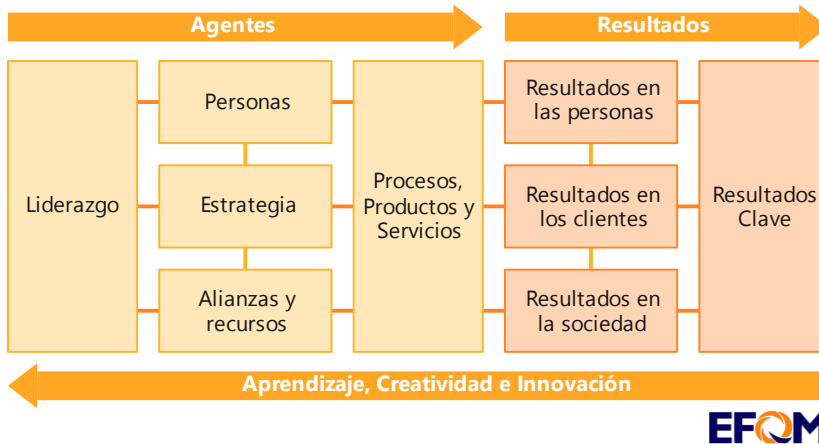 Agentes
Resultados
Liderazgo
Personas
Estrategia
Alianzas y
recursos
Procesos,
Productos y
Servicios
Resultados en
las personas
Resultados en
los clientes
Resultados en
la sociedad
Resultados
Clave
Aprendizaje, Creatividad e Innovación
EFQM